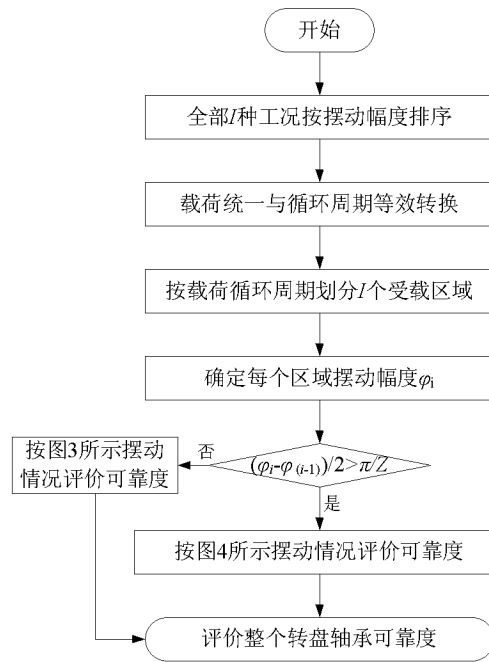 开始
全部I种工况按摆动幅度排序
载荷统一与循环周期等效转换
按载荷循环周期划分I个受载区域
确定每个区域摆动幅度φi
(φi-φ(i-1))/2>π/Z
否
是
按图3所示摆动
情况评价可靠度
按图4所示摆动情况评价可靠度
评价整个转盘轴承可靠度